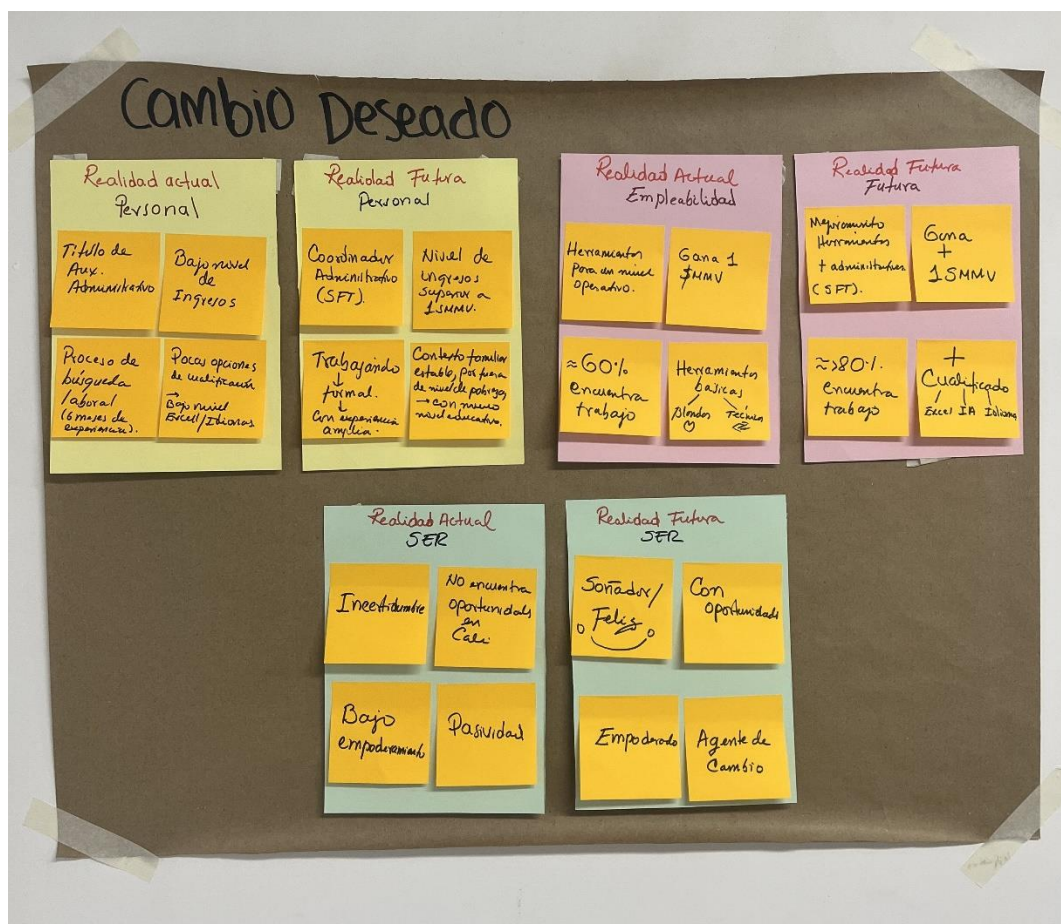 Cambio Deseado
Realidad actual
Personal
Titulo de
Aux.
Administrativo
Bajo nivel
de
Ingresos
Proceso de
búsqueda
laboral
(6 meses de
experiencia).
Pocas opciones
de cualificación
→
Bajo nivel
Excel/Idiomas
Realidad Futura
Personal
Coordinador
Administrativo
(SFT).
Nivel de
ingresos
superior a
1SMMV.
Trabajando
↓
formal.
↓
Con experiencia
amplia.
Contexto familiar
estable, por fuera
de nivel de pobreza
→ con nuevo
nivel educativo.
Realidad Actual
Empleabilidad
Herramientas
para un nivel
operativo.
Gana 1
SMMV
≈60%
encuentra
trabajo
Herramientas
básicas
Blandas Técnicas
Realidad Futura
Futura
Mejoramiento
Herramientas
+ administrativas
(SFT).
Gana
+
1SMMV
≈>80%
encuentra
trabajo
+
Cualificado
Excel IA Idioma
Realidad Actual
SER
Incertidumbre
No encuentra
oportunidads
en
Cali
Bajo
empoderamiento
Pasividad
Realidad Futura
SER
Soñador/
Feliz
Con
oportunidads
Empoderado
Agente de
Cambio